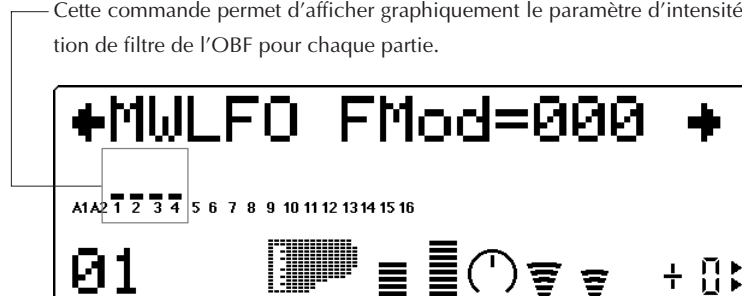 Cette commande permet d’afficher graphiquement le paramètre d’intensité
tion de filtre de l’OBF pour chaque partie.
MWLFO FMod=000
A1 A2 1 2 3 4 5 6 7 8 9 10 11 12 13 14 15 16
01 + 0